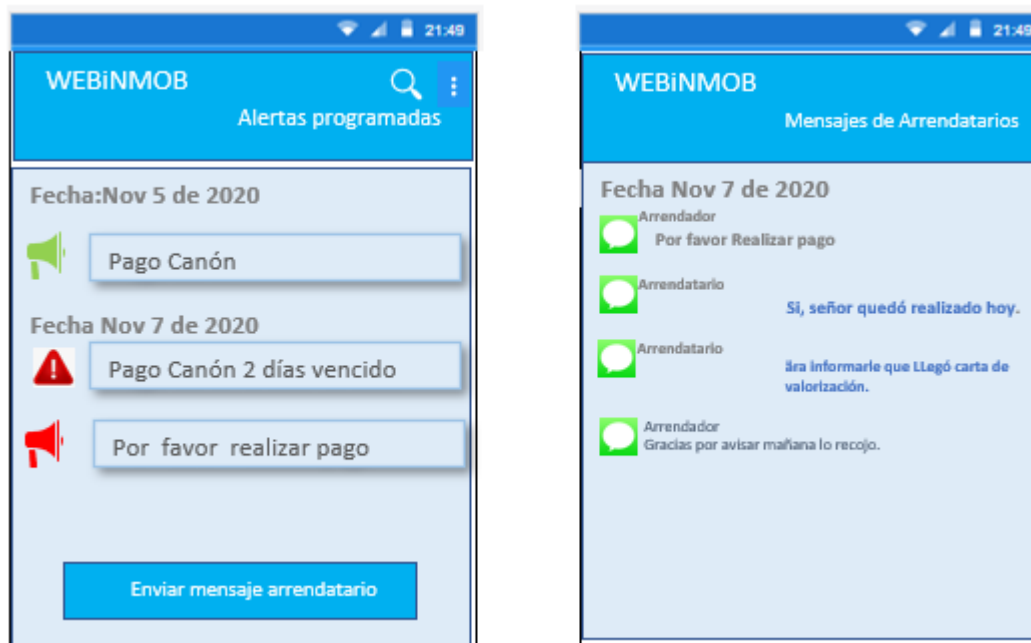 21:49
WEBiNMOB
Alertas programadas
Fecha:Nov 5 de 2020
Pago Canón
Fecha Nov 7 de 2020
Pago Canón 2 días vencido
Por favor realizar pago
Enviar mensaje arrendatario
21:49
WEBiNMOB
Mensajes de Arrendatarios
Fecha Nov 7 de 2020
Arrendador
Por favor Realizar pago
Arrendatario
Si, señor quedó realizado hoy.
Arrendatario
informarle que LLegó carta de
valorización.
Arrendador
Gracias por avisar mañana lo recojo.